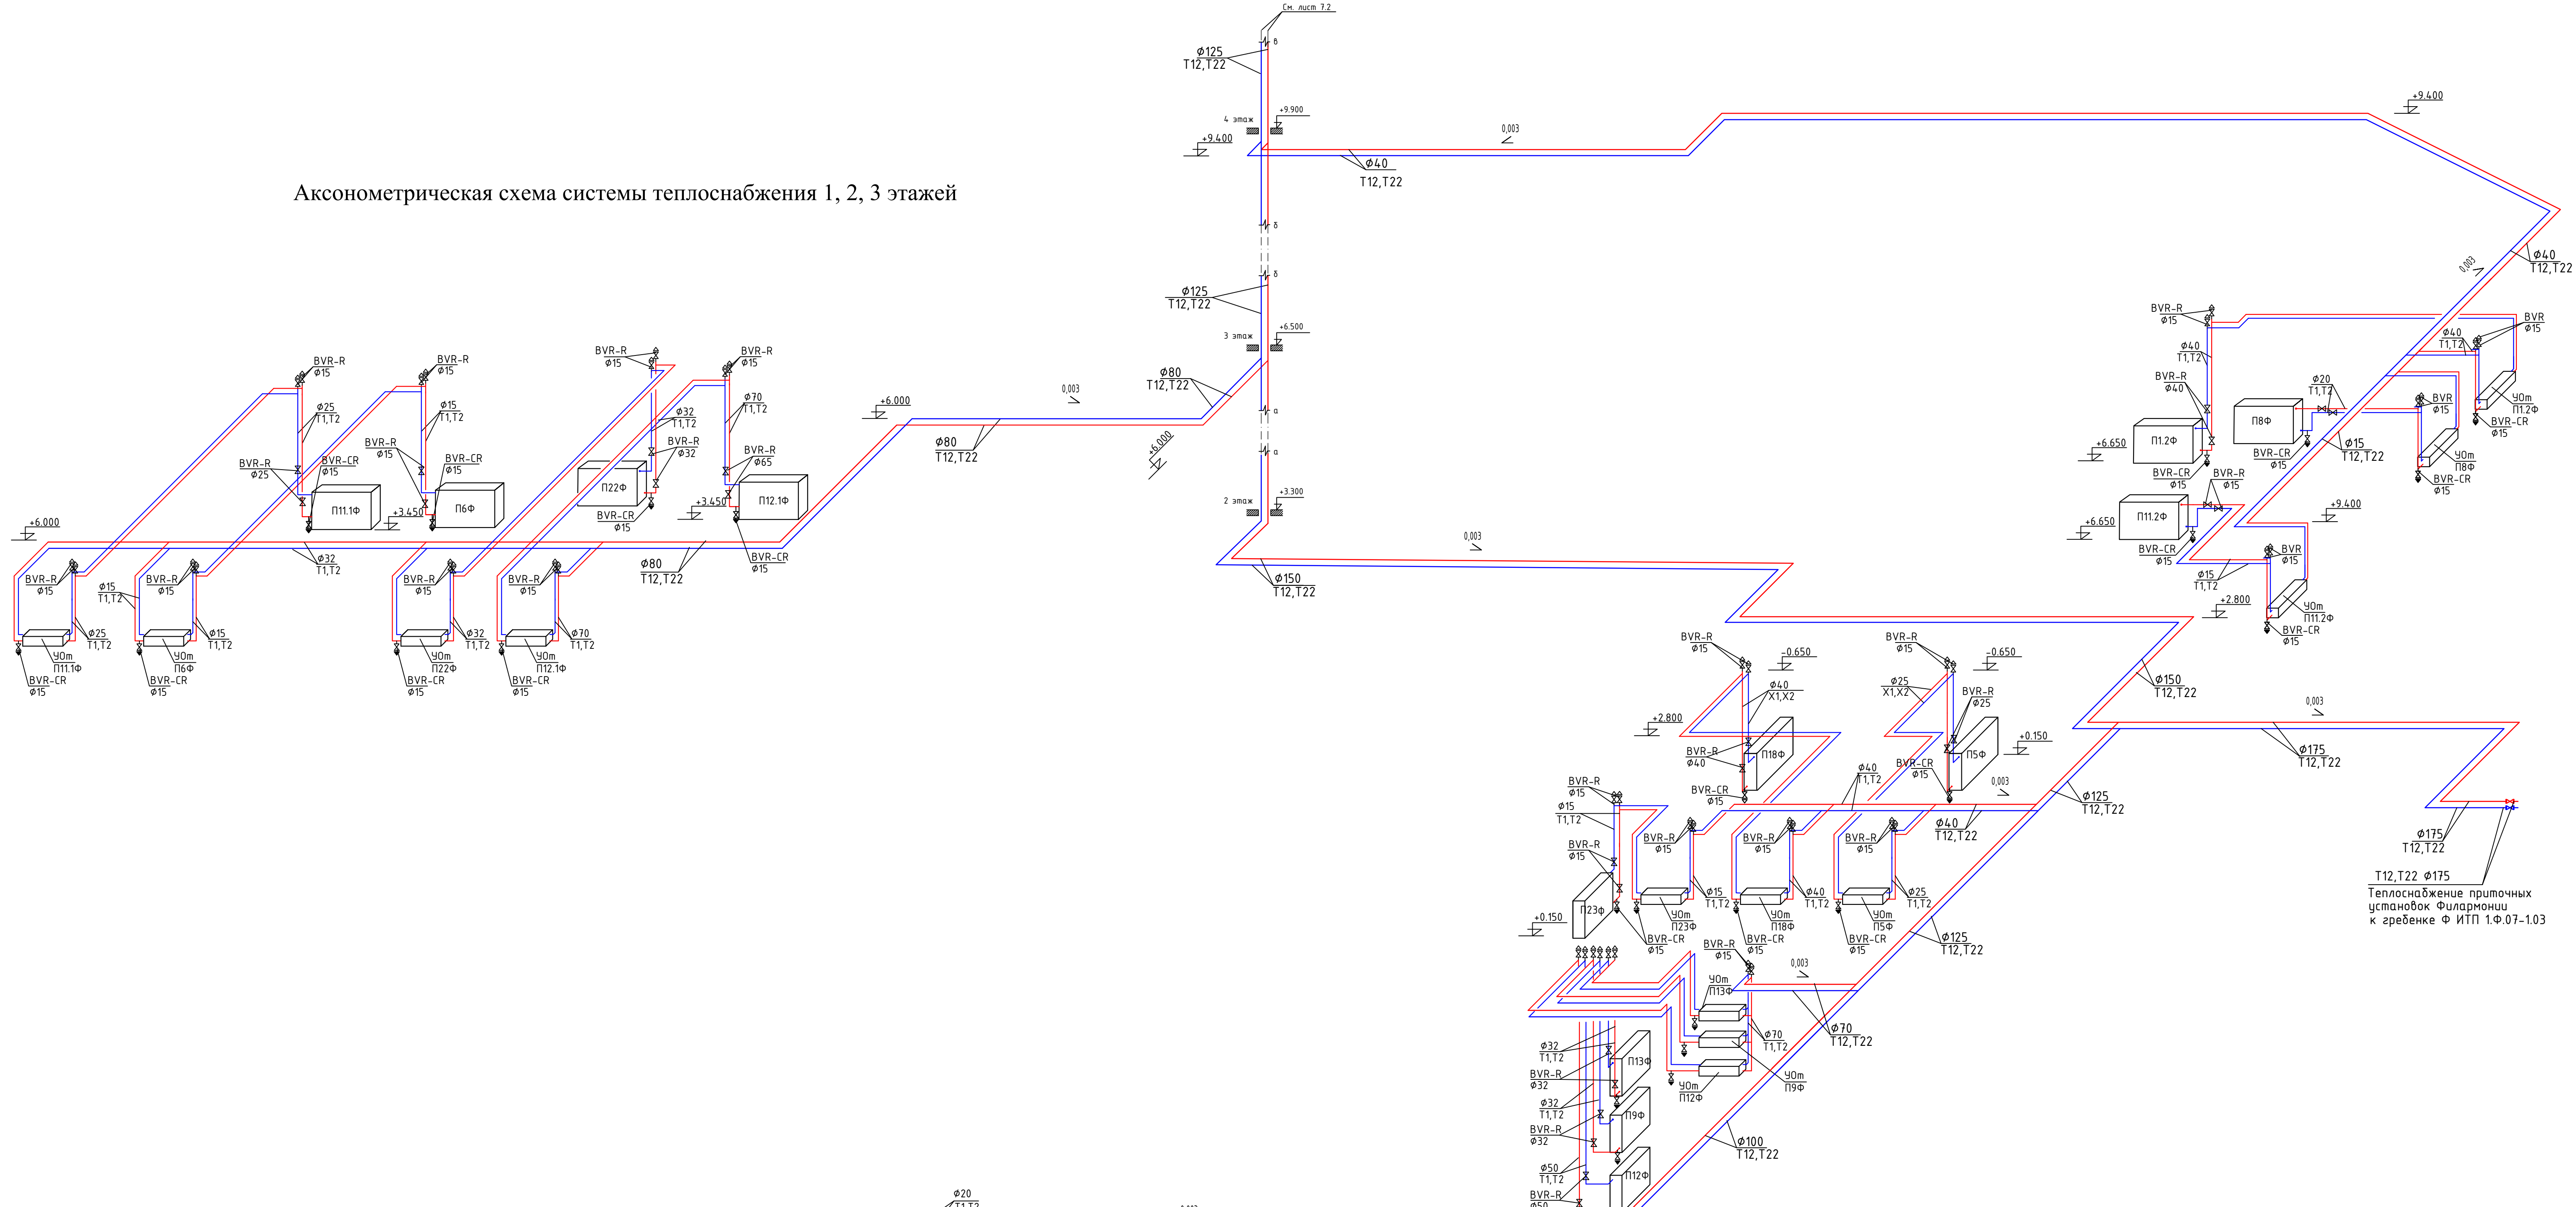 См. лист 7.2
в
Ø125
Т12,Т22
+9.900
4 этаж
+9.400
0,003
Ø40
Т12,Т22
+9.400
Аксонометрическая схема системы теплоснабжения 1, 2, 3 этажей
б
б
Ø125
Т12,Т22
3 этаж
+6.500
Ø80
Т12,Т22
0,003
+6.000
Ø80
Т12,Т22
+6.000
а
а
2 этаж
+3.300
0,003
Ø150
Т12,Т22
BVR-R
Ø15
BVR-R
Ø15
BVR-R
Ø15
BVR-R
Ø15
Ø25
Т1,Т2
Ø15
Т1,Т2
Ø32
Т1,Т2
Ø70
Т1,Т2
BVR-R
Ø25
BVR-CR
Ø15
BVR-R
Ø15
BVR-CR
Ø15
BVR-R
Ø32
BVR-R
Ø65
П11.1Ф
+3.450
П6Ф
П22Ф
BVR-CR
Ø15
+3.450
П12.1Ф
BVR-CR
Ø15
+6.000
Ø32
Т1,Т2
Ø80
Т12,Т22
BVR-R
Ø15
Ø15
Т1,Т2
BVR-R
Ø15
BVR-R
Ø15
BVR-R
Ø15
Ø25
Т1,Т2
Ø15
Т1,Т2
Ø32
Т1,Т2
Ø70
Т1,Т2
УОт
П11.1Ф
УОт
П6Ф
УОт
П22Ф
УОт
П12.1Ф
BVR-CR
Ø15
BVR-CR
Ø15
BVR-CR
Ø15
BVR-CR
Ø15
0,003
Ø40
Т12,Т22
BVR-R
Ø15
Ø40
Т1,Т2
BVR
Ø15
Ø40
Т1,Т2
BVR-R
Ø40
Ø20
Т1,Т2
BVR
Ø15
УОт
П1.2Ф
BVR-CR
Ø15
П1.2Ф
П8Ф
+6.650
BVR-CR
Ø15
BVR-CR
Ø15
Ø15
Т12,Т22
УОт
П8Ф
BVR-CR
Ø15
BVR-R
Ø15
П11.2Ф
+6.650
BVR-CR
Ø15
+9.400
BVR
Ø15
Ø15
Т1,Т2
+2.800
УОт
П11.2Ф
BVR-CR
Ø15
BVR-R
Ø15
-0.650
BVR-R
Ø15
-0.650
Ø40
Х1,Х2
Ø25
Х1,Х2
BVR-R
Ø25
+2.800
П18Ф
П5Ф
+0.150
BVR-R
Ø40
BVR-CR
Ø15
BVR-CR
Ø15
Ø40
Т1,Т2
0,003
Ø150
Т12,Т22
0,003
Ø175
Т12,Т22
Ø125
Т12,Т22
Ø40
Т12,Т22
Ø175
Т12,Т22
Т12,Т22 Ø175
Теплоснабжение приточных
установок Филармонии
к гребенке Ф ИТП 1.Ф.07-1.03
BVR-R
Ø15
Ø15
Т1,Т2
BVR-R
Ø15
BVR-R
Ø15
BVR-R
Ø15
BVR-R
Ø15
П23ф
+0.150
Ø15
Т1,Т2
Ø40
Т1,Т2
Ø25
Т1,Т2
УОт
П23Ф
УОт
П18Ф
УОт
П5Ф
BVR-CR
Ø15
BVR-CR
Ø15
BVR-CR
Ø15
Ø125
Т12,Т22
BVR-R
Ø15
0,003
УОт
П13Ф
Ø70
Т1,Т2
Ø70
Т12,Т22
УОт
П9Ф
УОт
П12Ф
Ø32
Т1,Т2
П13Ф
BVR-R
Ø32
Ø32
Т1,Т2
П9Ф
BVR-R
Ø32
Ø50
Т1,Т2
П12Ф
BVR-R
Ø50
Ø100
Т12,Т22
Ø20
Т1,Т2